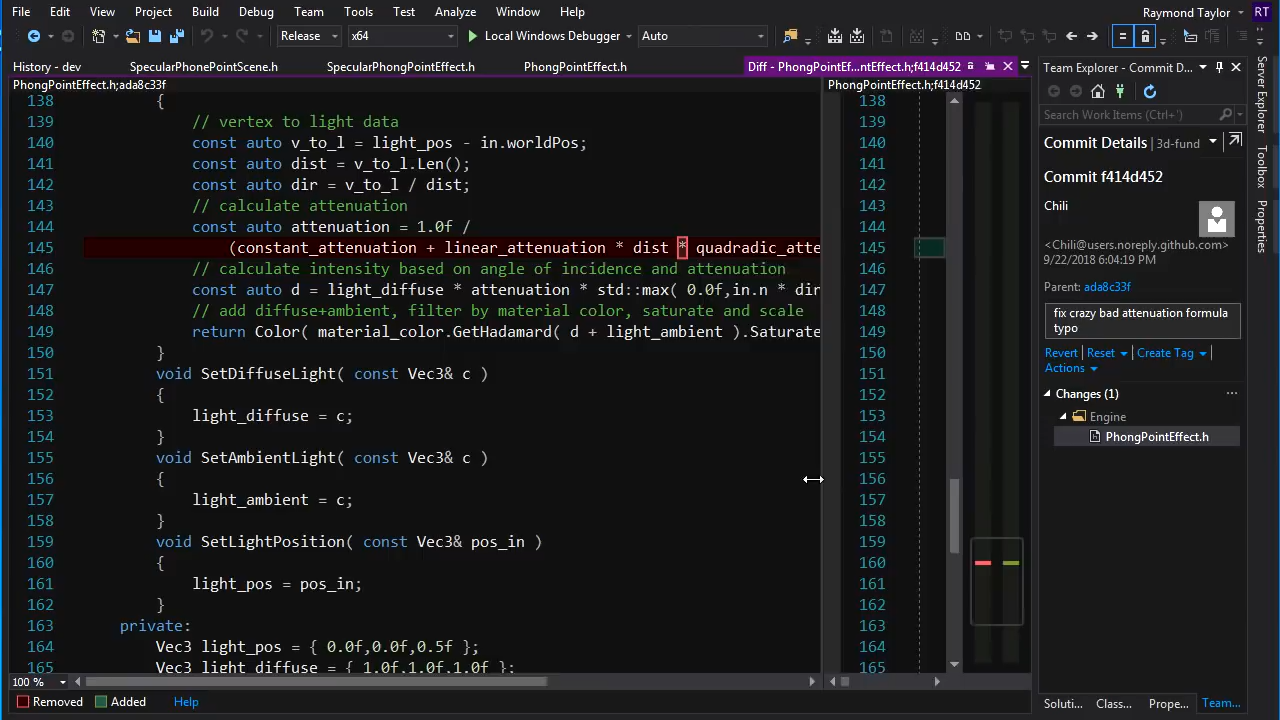 File Edit View Project Build Debug Team Tools Test Analyze Window Help Raymond Taylor RT
Release x64 Local Windows Debugger Auto
History - dev SpecularPhonePointScene.h SpecularPhongPointEffect.h PhongPointEffect.h Diff - PhongPointEf...ntEffect.h;f414d452
PhongPointEffect.h;ada8c33f PhongPointEffect.h;f414d452
138 {
139 // vertex to light data
140 const auto v_to_l = light_pos - in.worldPos;
141 const auto dist = v_to_l.Len();
142 const auto dir = v_to_l / dist;
143 // calculate attenuation
144 const auto attenuation = 1.0f /
145 (constant_attenuation + linear_attenuation * dist * quadradic_atte
146 // calculate intensity based on angle of incidence and attenuation
147 const auto d = light_diffuse * attenuation * std::max( 0.0f,in.n * dir
148 // add diffuse+ambient, filter by material color, saturate and scale
149 return Color( material_color.GetHadamard( d + light_ambient ).Saturate
150 }
151 void SetDiffuseLight( const Vec3& c )
152 {
153 light_diffuse = c;
154 }
155 void SetAmbientLight( const Vec3& c )
156 {
157 light_ambient = c;
158 }
159 void SetLightPosition( const Vec3& pos_in )
160 {
161 light_pos = pos_in;
162 }
163 private:
164 Vec3 light_pos = { 0.0f,0.0f,0.5f };
165 Vec3 light_diffuse = { 1.0f,1.0f,1.0f };
100 %
Removed Added Help
138
139
140
141
142
143
144
145
146
147
148
149
150
151
152
153
154
155
156
157
158
159
160
161
162
163
164
165
Team Explorer - Commit D...
Search Work Items (Ctrl+')
Commit Details 3d-fund
Commit f414d452
Chili
<Chili@users.noreply.github.com>
9/22/2018 6:04:19 PM
Parent: ada8c33f
fix crazy bad attenuation formula
typo
Revert Reset Create Tag
Actions
Changes (1)
Engine
PhongPointEffect.h
Soluti... Class... Prope... Team...
Server Explorer
Toolbox
Properties